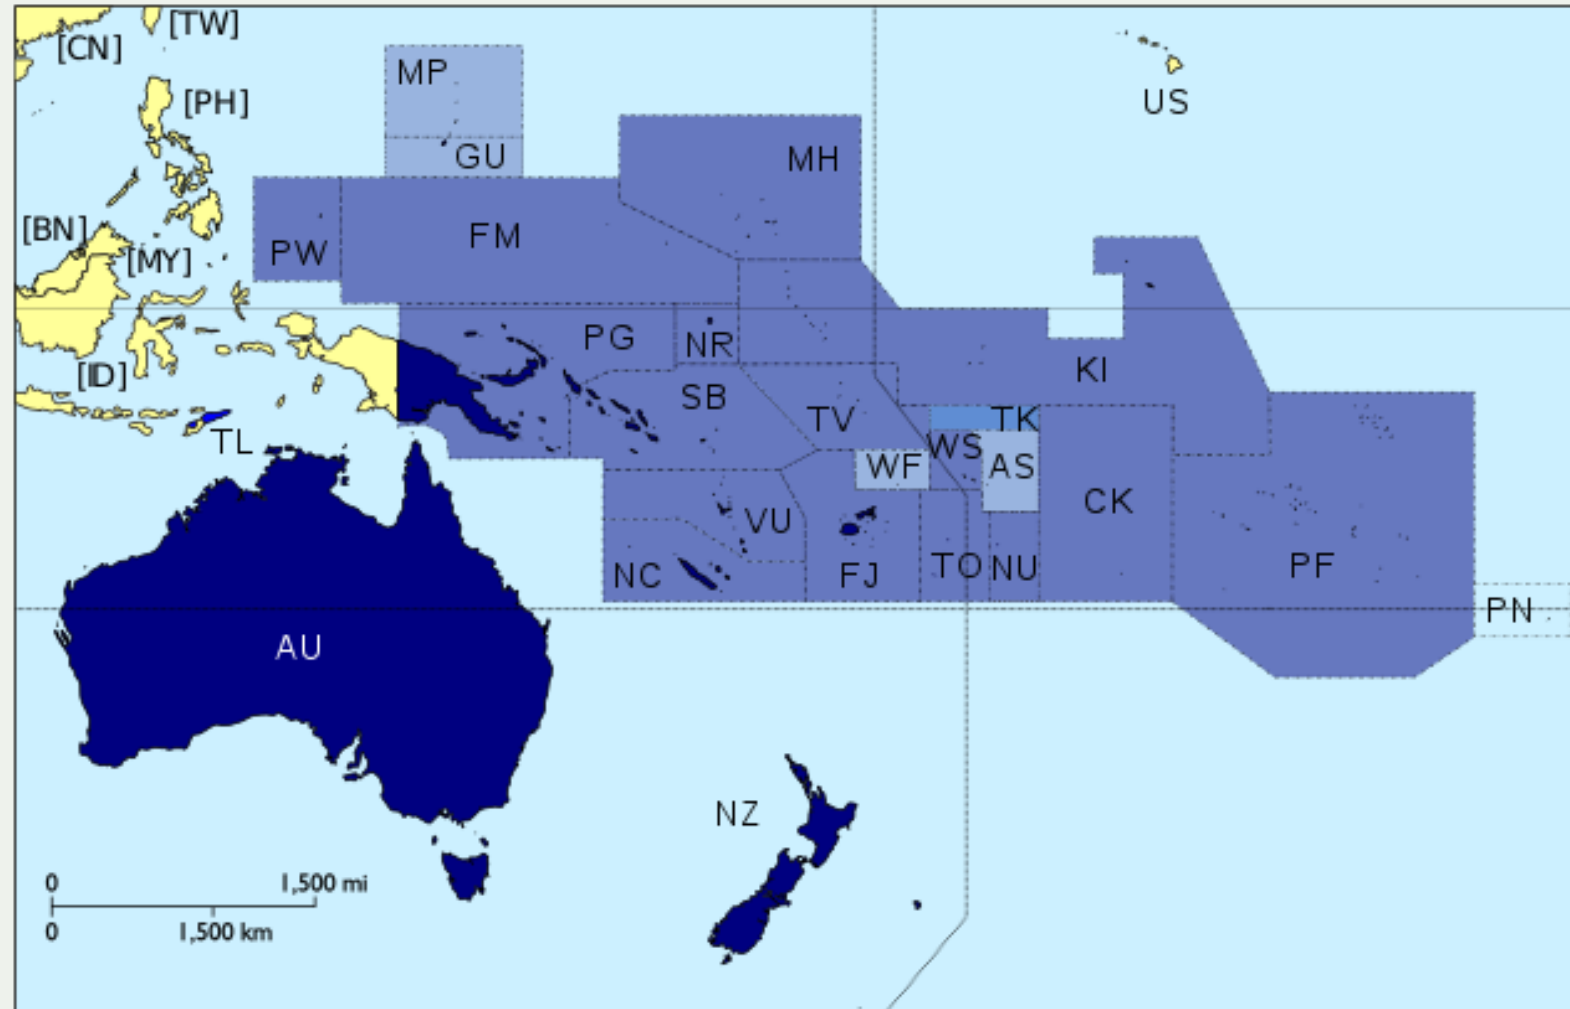 [TW]
[CN]
MP
[PH]
US
GU
MH
[BN]
FM
PW
[MY]
PG
NR
KI
[ID]
SB
TV
TK
TL
WS
WF
AS
CK
VU
NC
FJ
TO
NU
PF
PN
AU
NZ
0 1,500 mi
0 1,500 km